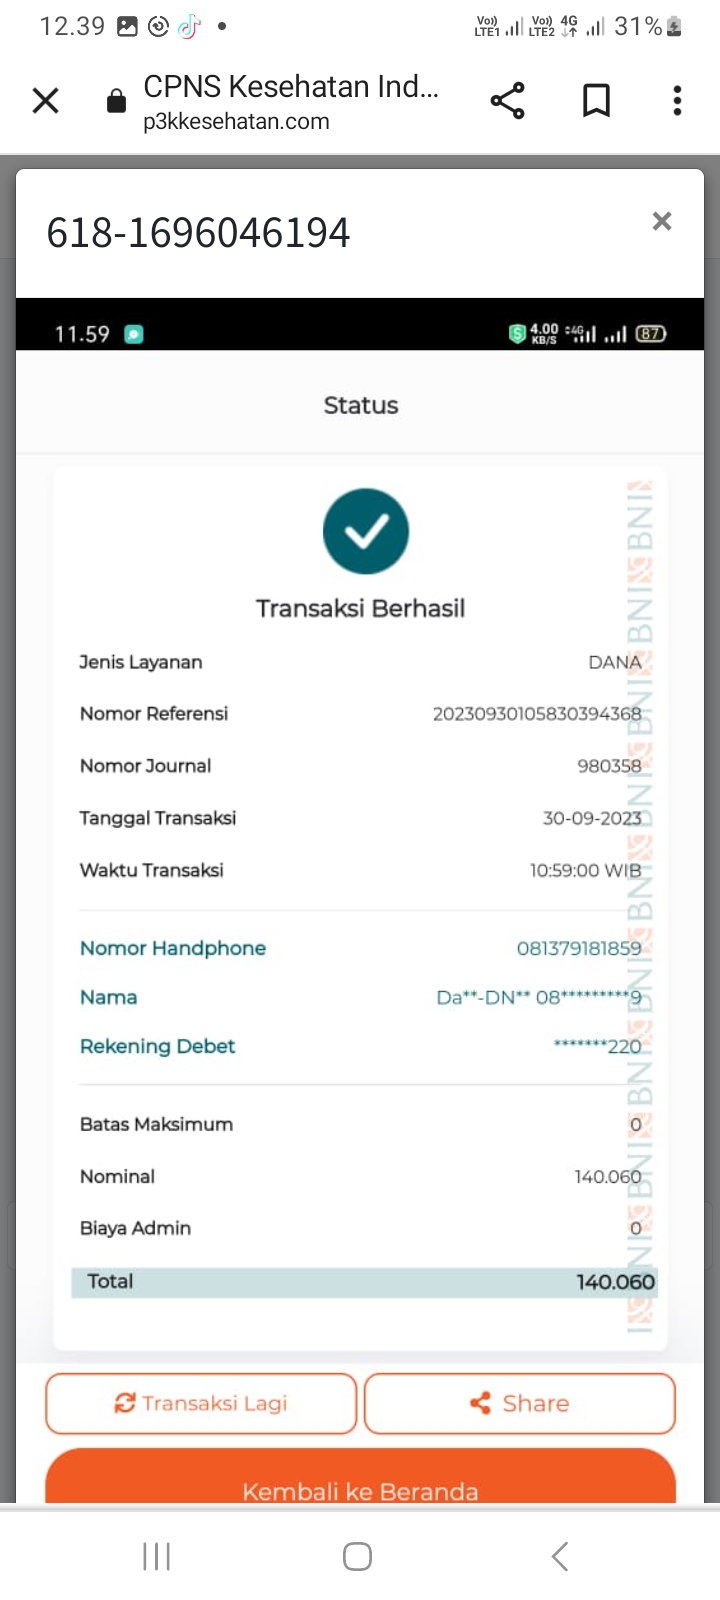 12.39 Vo) LTE1 Vo) LTE2 4G 31%
CPNS Kesehatan Ind...
p3kkesehatan.com
618-1696046194 ×
11.59 4.00 KB/S 4G 87
Status
Transaksi Berhasil
Jenis Layanan DANA
Nomor Referensi 20230930105830394368
Nomor Journal 980358
Tanggal Transaksi 30-09-2023
Waktu Transaksi 10:59:00 WIB
Nomor Handphone 081379181859
Nama Da**-DN** 08*********9
Rekening Debet *******220
Batas Maksimum 0
Nominal 140.060
Biaya Admin 0
Total 140.060
BNI BNI BNI BNI BNI BNI BNI BNI BNI
Transaksi Lagi Share
Kembali ke Beranda